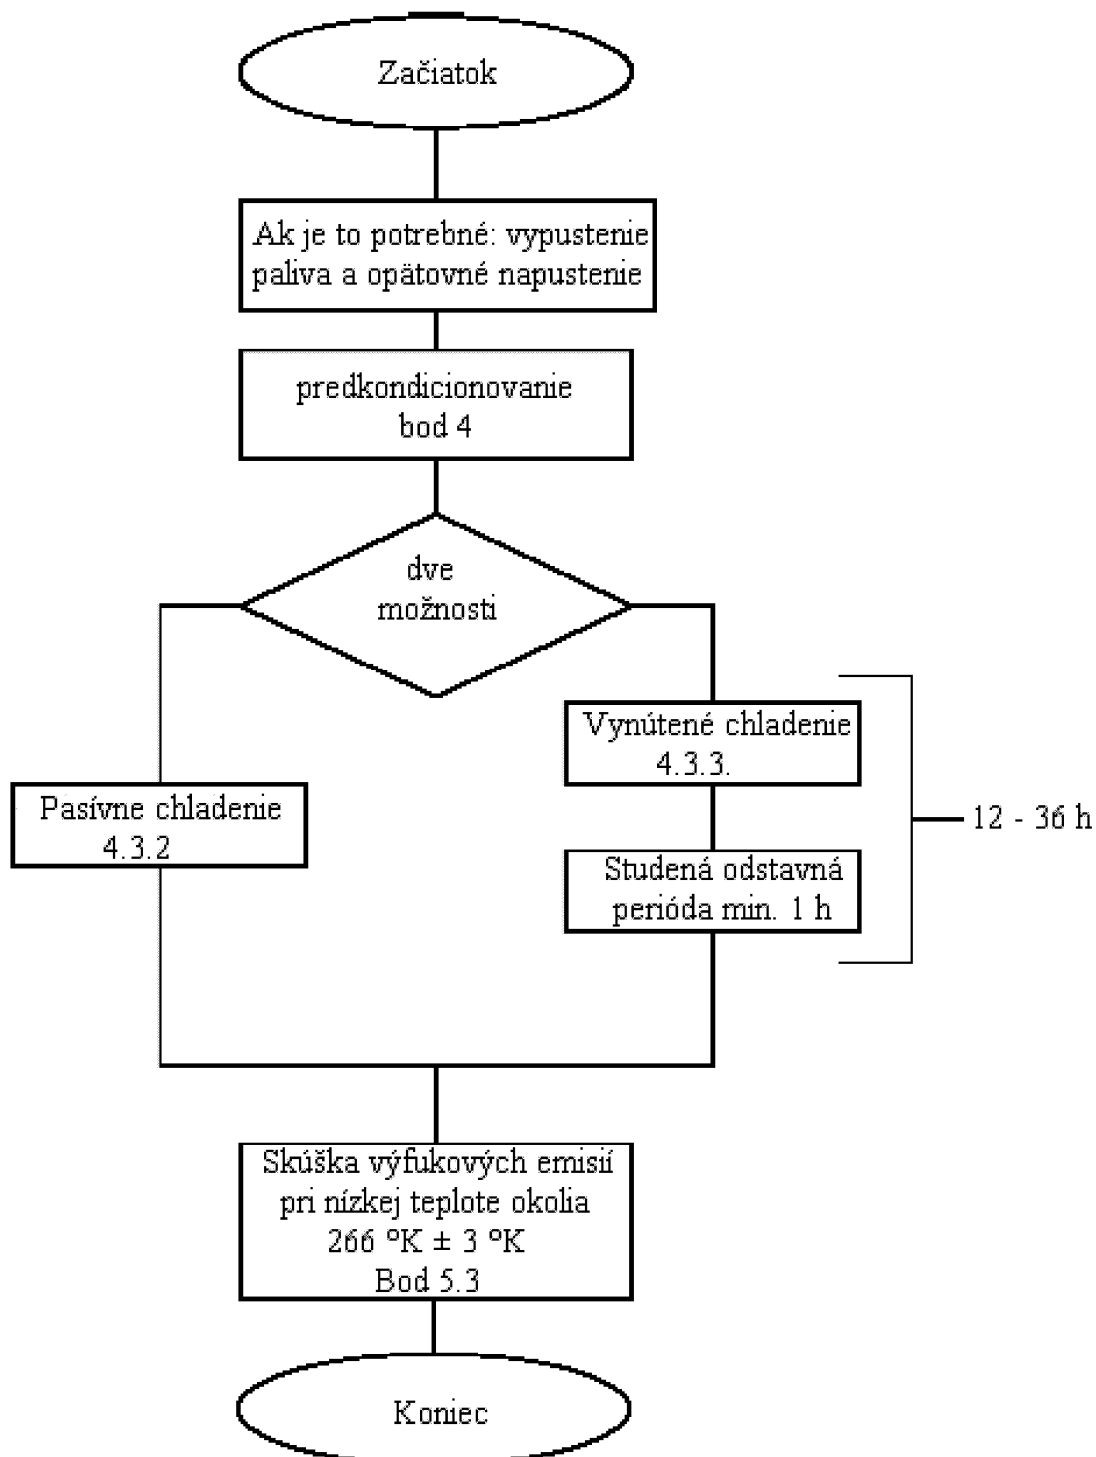 Začiatok
Ak je to potrebné: vypustenie
paliva a opätovné napustenie
predkondicionovanie
bod 4
dve
možnosti
Vynútené chladenie
4.3.3.
Pasívne chladenie
4.3.2
12 - 36 h
Studená odstavná
perióda min. 1 h
Skúška výfukových emisií
pri nízkej teplote okolia
266 ºK ± 3 ºK
Bod 5.3
Koniec